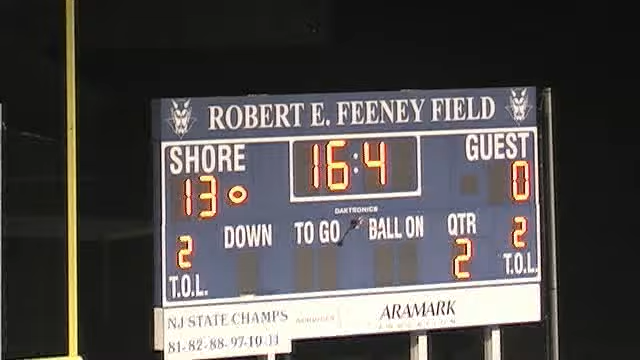 ROBERT E. FEENEY FIELD
SHORE 16:4 GUEST
13 0
DAKTRONICS
DOWN TO GO BALL ON QTR
2 2 2
T.O.L. T.O.L.
NJ STATE CHAMPS SERVICES ARAMARK
81-82-88-97-10-11